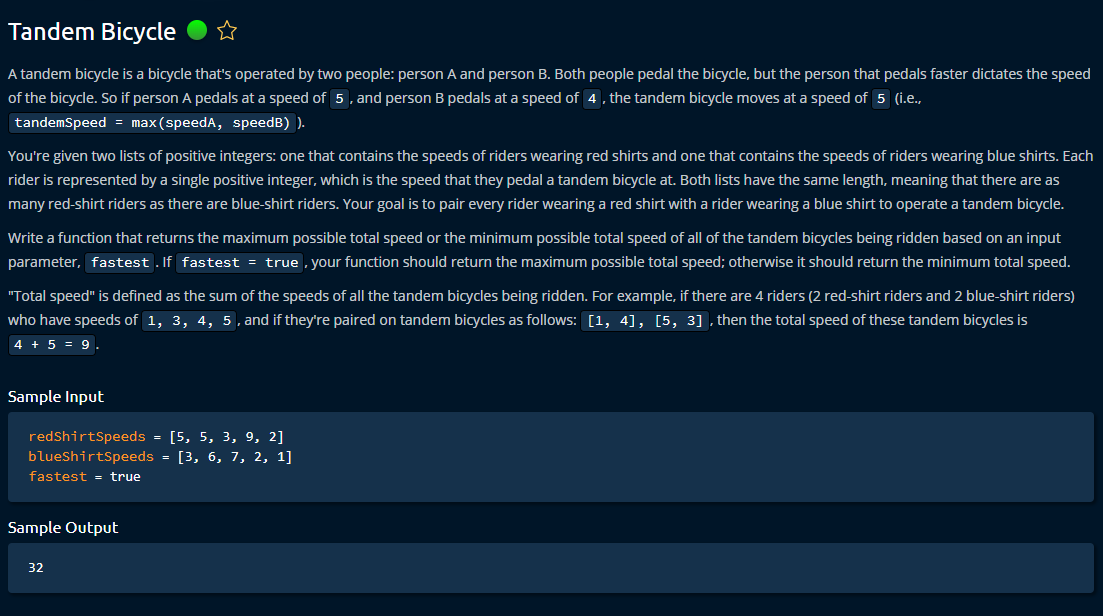 Tandem Bicycle
A tandem bicycle is a bicycle that's operated by two people: person A and person B. Both people pedal the bicycle, but the person that pedals faster dictates the speed
of the bicycle. So if person A pedals at a speed of 5, and person B pedals at a speed of 4, the tandem bicycle moves at a speed of 5 (i.e.,
tandemSpeed = max(speedA, speedB)).
You're given two lists of positive integers: one that contains the speeds of riders wearing red shirts and one that contains the speeds of riders wearing blue shirts. Each
rider is represented by a single positive integer, which is the speed that they pedal a tandem bicycle at. Both lists have the same length, meaning that there are as
many red-shirt riders as there are blue-shirt riders. Your goal is to pair every rider wearing a red shirt with a rider wearing a blue shirt to operate a tandem bicycle.
Write a function that returns the maximum possible total speed or the minimum possible total speed of all of the tandem bicycles being ridden based on an input
parameter, fastest. If fastest = true, your function should return the maximum possible total speed; otherwise it should return the minimum total speed.
"Total speed" is defined as the sum of the speeds of all the tandem bicycles being ridden. For example, if there are 4 riders (2 red-shirt riders and 2 blue-shirt riders)
who have speeds of 1, 3, 4, 5, and if they're paired on tandem bicycles as follows: [1, 4], [5, 3], then the total speed of these tandem bicycles is
4 + 5 = 9.
Sample Input
redShirtSpeeds = [5, 5, 3, 9, 2]
blueShirtSpeeds = [3, 6, 7, 2, 1]
fastest = true
Sample Output
32